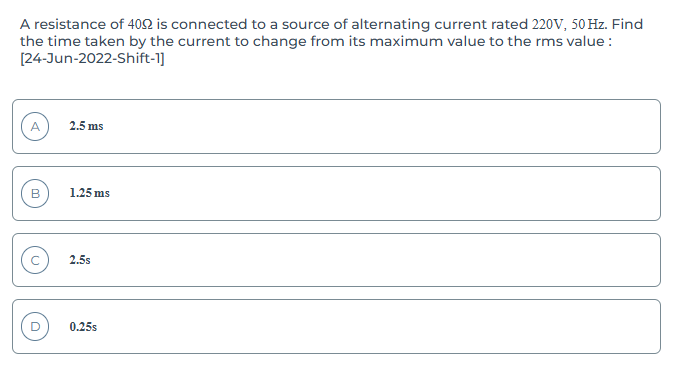 A resistance of 40Ω is connected to a source of alternating current rated 220V, 50 Hz. Find
the time taken by the current to change from its maximum value to the rms value :
[24-Jun-2022-Shift-1]
A 2.5 ms
B 1.25 ms
C 2.5s
D 0.25s